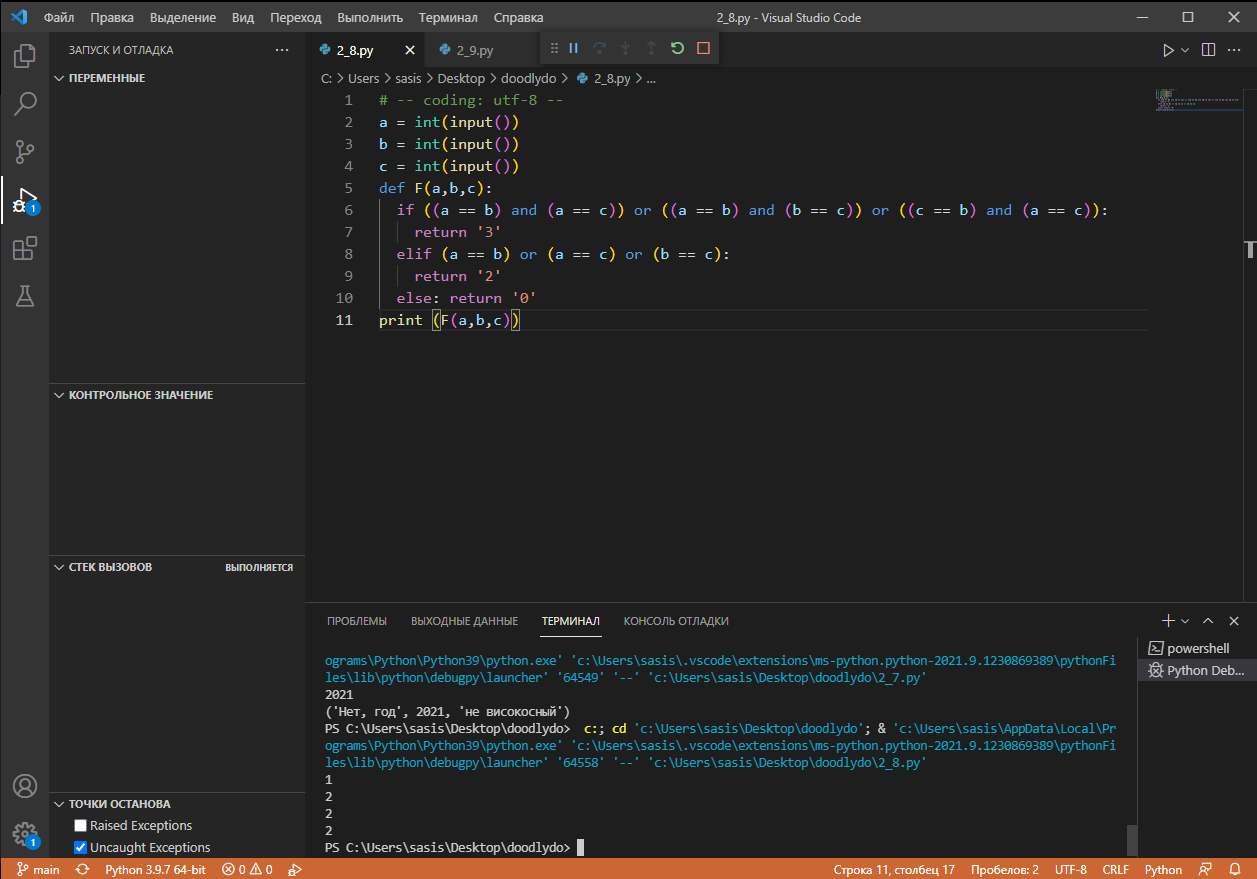 Файл Правка Выделение Вид Переход Выполнить Терминал Справка 2_8.py - Visual Studio Code
ЗАПУСК И ОТЛАДКА ···
2_8.py 2_9.py
ПЕРЕМЕННЫЕ
C: > Users > sasis > Desktop > doodlydo > 2_8.py > ...
1 # -- coding: utf-8 --
2 a = int(input())
3 b = int(input())
4 c = int(input())
5 def F(a,b,c):
6 if ((a == b) and (a == c)) or ((a == b) and (b == c)) or ((c == b) and (a == c)):
7 return '3'
8 elif (a == b) or (a == c) or (b == c):
9 return '2'
10 else: return '0'
11 print (F(a,b,c))
1
КОНТРОЛЬНОЕ ЗНАЧЕНИЕ
СТЕК ВЫЗОВОВ ВЫПОЛНЯЕТСЯ
ТОЧКИ ОСТАНОВА
Raised Exceptions
Uncaught Exceptions
1
ПРОБЛЕМЫ ВЫХОДНЫЕ ДАННЫЕ ТЕРМИНАЛ КОНСОЛЬ ОТЛАДКИ
ograms\Python\Python39\python.exe' 'c:\Users\sasis\.vscode\extensions\ms-python.python-2021.9.1230869389\pythonFi
les\lib\python\debugpy\launcher' '64549' '--' 'c:\Users\sasis\Desktop\doodlydo\2_7.py'
2021
('Нет, год', 2021, 'не високосный')
PS C:\Users\sasis\Desktop\doodlydo> c:; cd 'c:\Users\sasis\Desktop\doodlydo'; & 'c:\Users\sasis\AppData\Local\Pr
ograms\Python\Python39\python.exe' 'c:\Users\sasis\.vscode\extensions\ms-python.python-2021.9.1230869389\pythonFi
les\lib\python\debugpy\launcher' '64558' '--' 'c:\Users\sasis\Desktop\doodlydo\2_8.py'
1
2
2
2
PS C:\Users\sasis\Desktop\doodlydo>
powershell
Python Deb...
main Python 3.9.7 64-bit 0 0 Строка 11, столбец 17 Пробелов: 2 UTF-8 CRLF Python